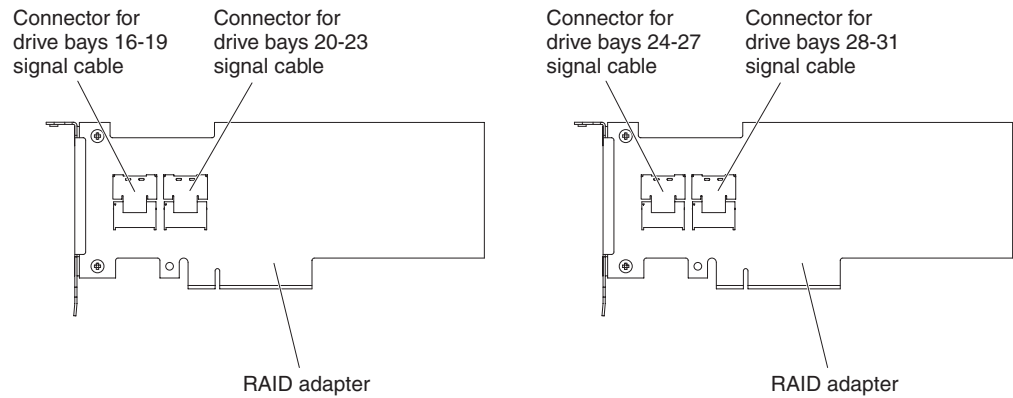 Connector for
drive bays 16-19
signal cable
Connector for
drive bays 20-23
signal cable
Connector for
drive bays 24-27
signal cable
Connector for
drive bays 28-31
signal cable
RAID adapter
RAID adapter